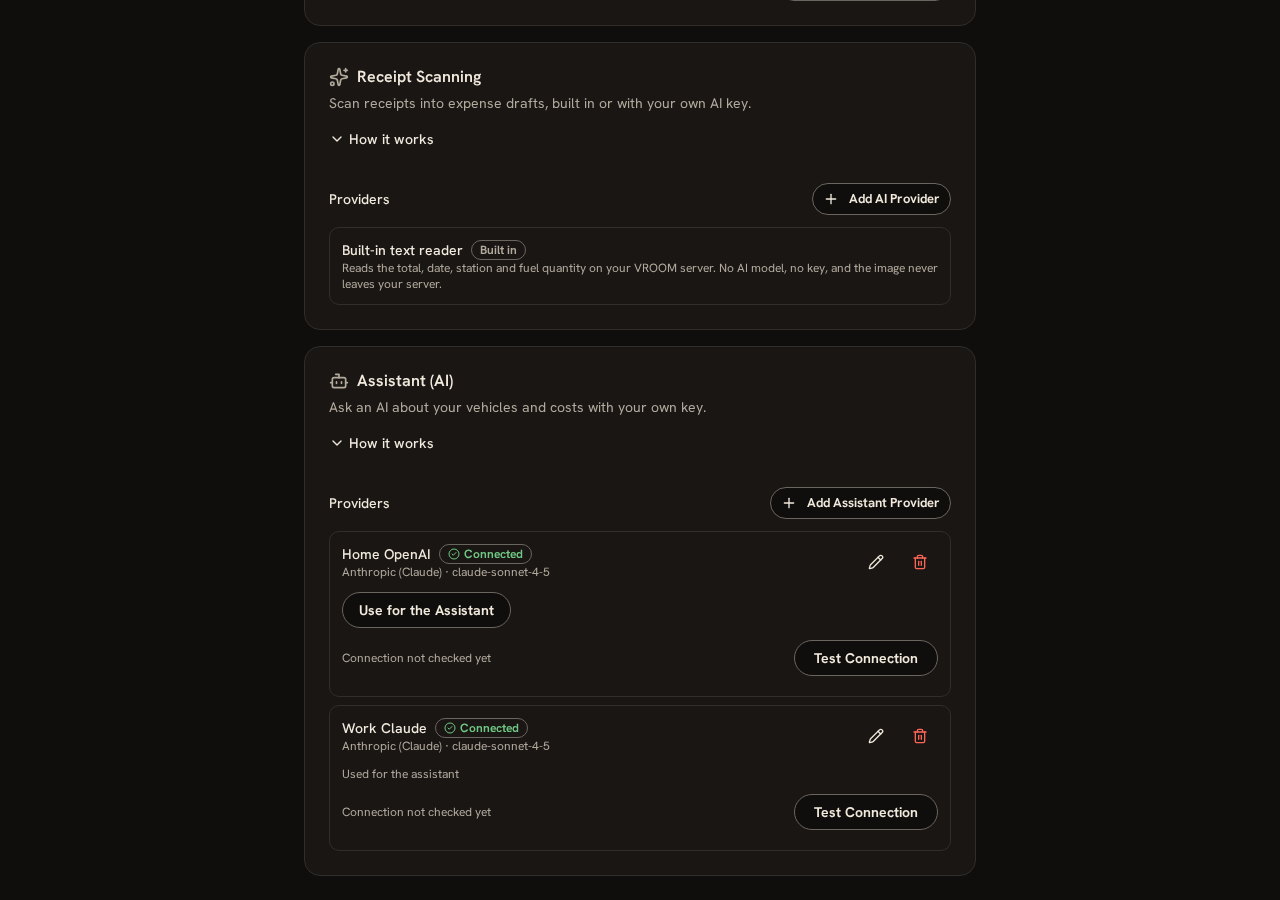 Receipt Scanning
Scan receipts into expense drafts, built in or with your own AI key.
How it works
Providers
Add AI Provider
Built-in text reader
Built in
Reads the total, date, station and fuel quantity on your VROOM server. No AI model, no key, and the image never
leaves your server.
Assistant (AI)
Ask an AI about your vehicles and costs with your own key.
How it works
Providers
Add Assistant Provider
Home OpenAI
Connected
Anthropic (Claude) · claude-sonnet-4-5
Use for the Assistant
Connection not checked yet
Test Connection
Work Claude
Connected
Anthropic (Claude) · claude-sonnet-4-5
Used for the assistant
Connection not checked yet
Test Connection